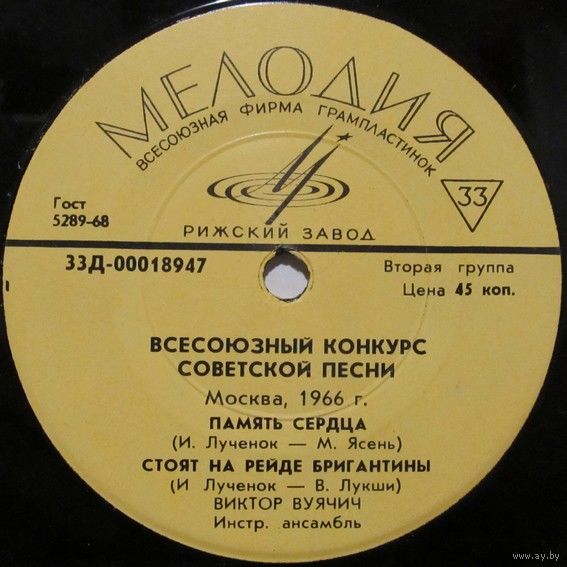 МЕЛОДИЯ
ВСЕСОЮЗНАЯ ФИРМА ГРАМПЛАСТИНОК
33
Гост
5289-68
РИЖСКИЙ ЗАВОД
33Д-00018947
Вторая группа
Цена 45 коп.
ВСЕСОЮЗНЫЙ КОНКУРС
СОВЕТСКОЙ ПЕСНИ
Москва, 1966 г.
ПАМЯТЬ СЕРДЦА
(И. Лученок — М. Ясень)
СТОЯТ НА РЕЙДЕ БРИГАНТИНЫ
(И Лученок — В. Лукши)
ВИКТОР ВУЯЧИЧ
Инстр. ансамбль
www.ay.by